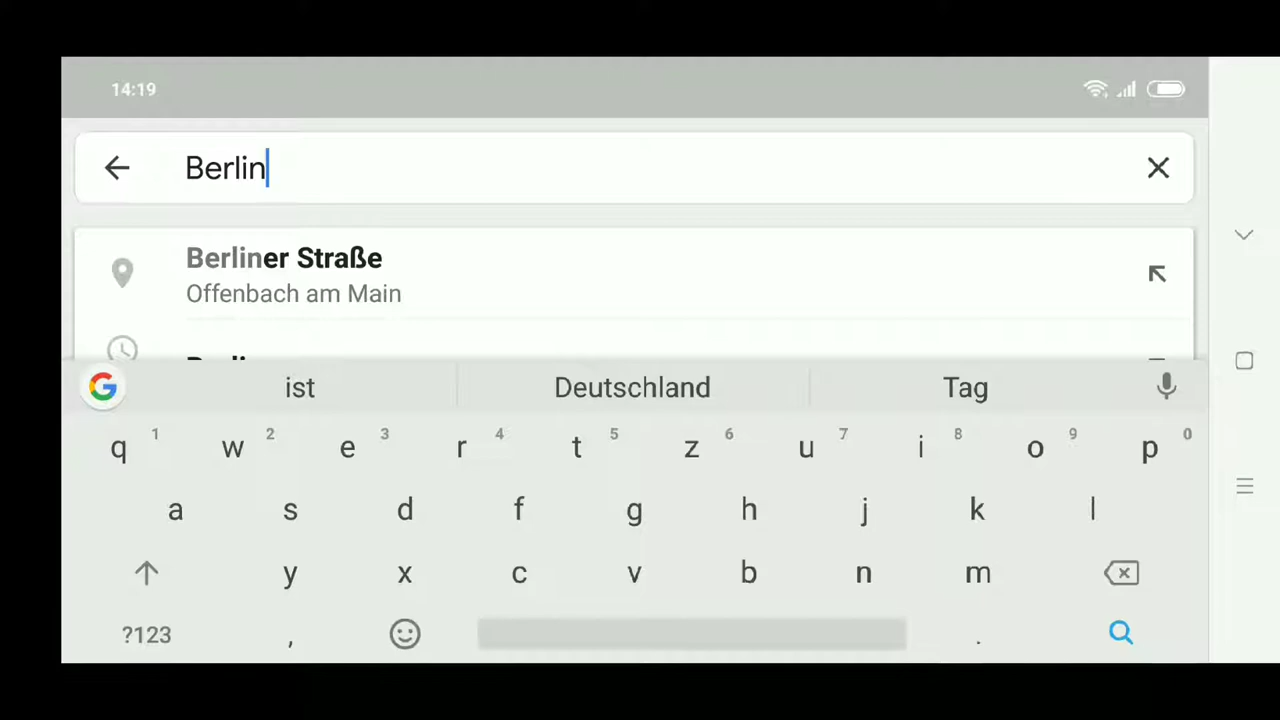 14:19
Berlin
Berliner Straße
Offenbach am Main
ist Deutschland Tag
q 1 w 2 e 3 r 4 t 5 z 6 u 7 i 8 o 9 p 0
a s d f g h j k l
y x c v b n m
?123 , .